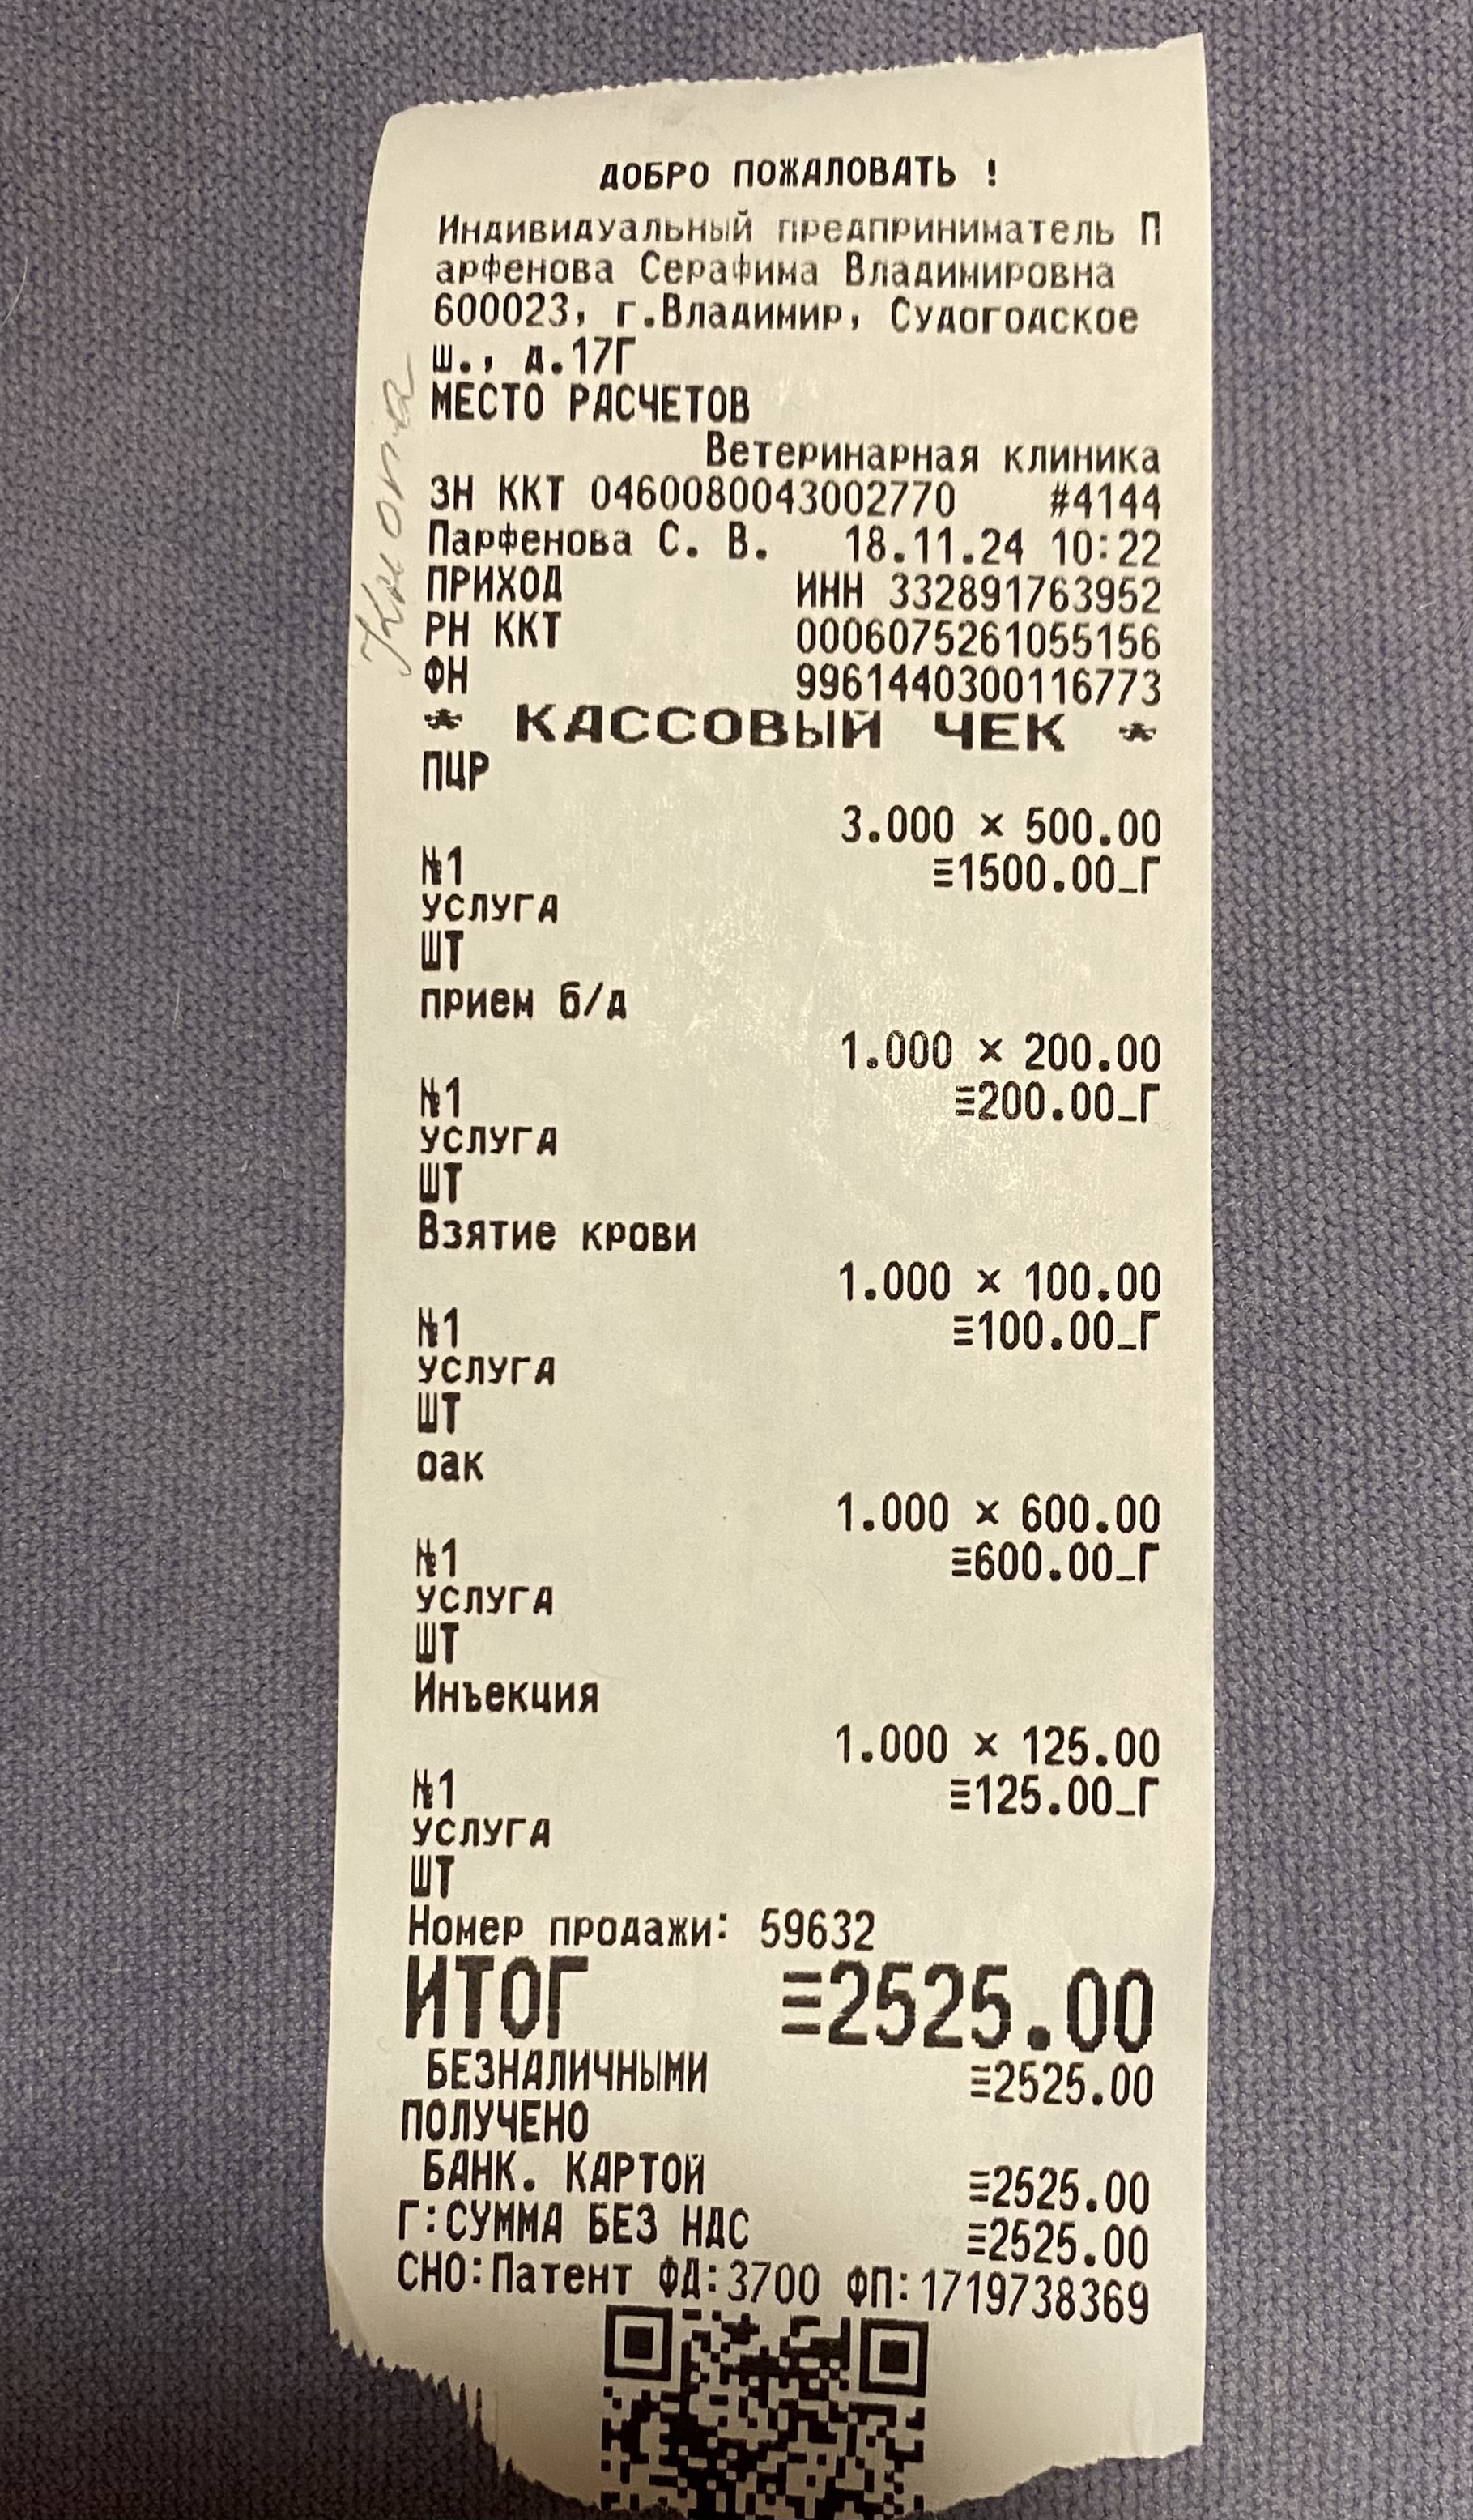 ДОБРО ПОЖАЛОВАТЬ !
Индивидуальный предприниматель П
арфенова Серафима Владимировна
600023, г.Владимир, Судогодское
ш., д.17Г
МЕСТО РАСЧЕТОВ
Ветеринарная клиника
ЗН ККТ 0460080043002770 #4144
Парфенова С. В. 18.11.24 10:22
ПРИХОД ИНН 332891763952
РН ККТ 0006075261055156
ФН 9961440300116773
* КАССОВЫЙ ЧЕК *
ПЦР
3.000 × 500.00
№1 ≡1500.00_Г
УСЛУГА
ШТ
прием б/д
1.000 × 200.00
№1 ≡200.00_Г
УСЛУГА
ШТ
Взятие крови
1.000 × 100.00
№1 ≡100.00_Г
УСЛУГА
ШТ
оак
1.000 × 600.00
№1 ≡600.00_Г
УСЛУГА
ШТ
Инъекция
1.000 × 125.00
№1 ≡125.00_Г
УСЛУГА
ШТ
Номер продажи: 59632
ИТОГ ≡2525.00
БЕЗНАЛИЧНЫМИ ≡2525.00
ПОЛУЧЕНО
БАНК. КАРТОЙ ≡2525.00
Г:СУММА БЕЗ НДС ≡2525.00
СНО:Патент ФД:3700 ФП:1719738369
Кнопа